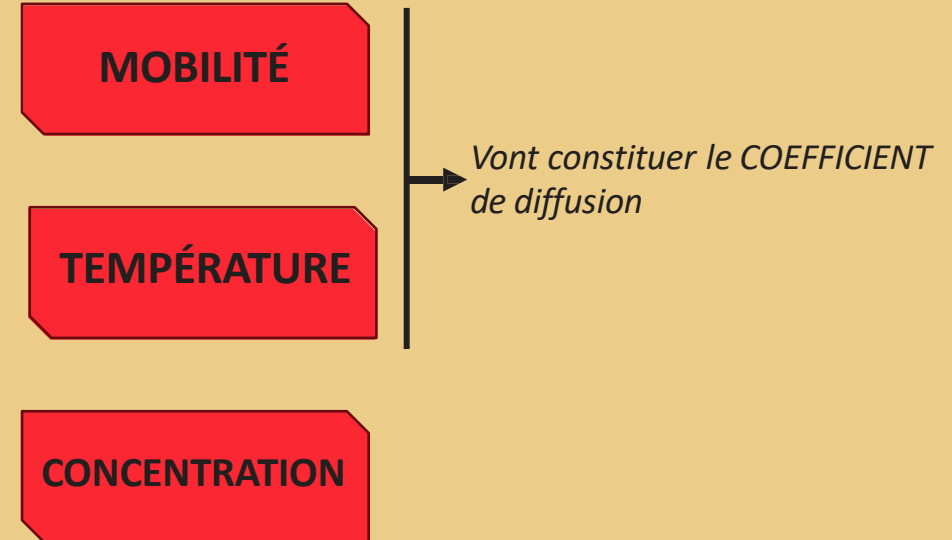 MOBILITÉ
Vont constituer le COEFFICIENT
de diffusion
TEMPÉRATURE
CONCENTRATION